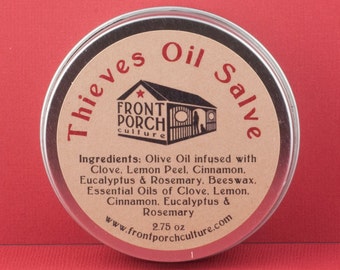 Thieves Oil Salve
FRONT
PORCH
culture
Ingredients: Olive Oil infused with
Clove, Lemon Peel, Cinnamon,
Eucalyptus & Rosemary, Beeswax,
Essential Oils of Clove, Lemon,
Cinnamon, Eucalyptus &
Rosemary
2.75 oz
www.frontporchculture.com